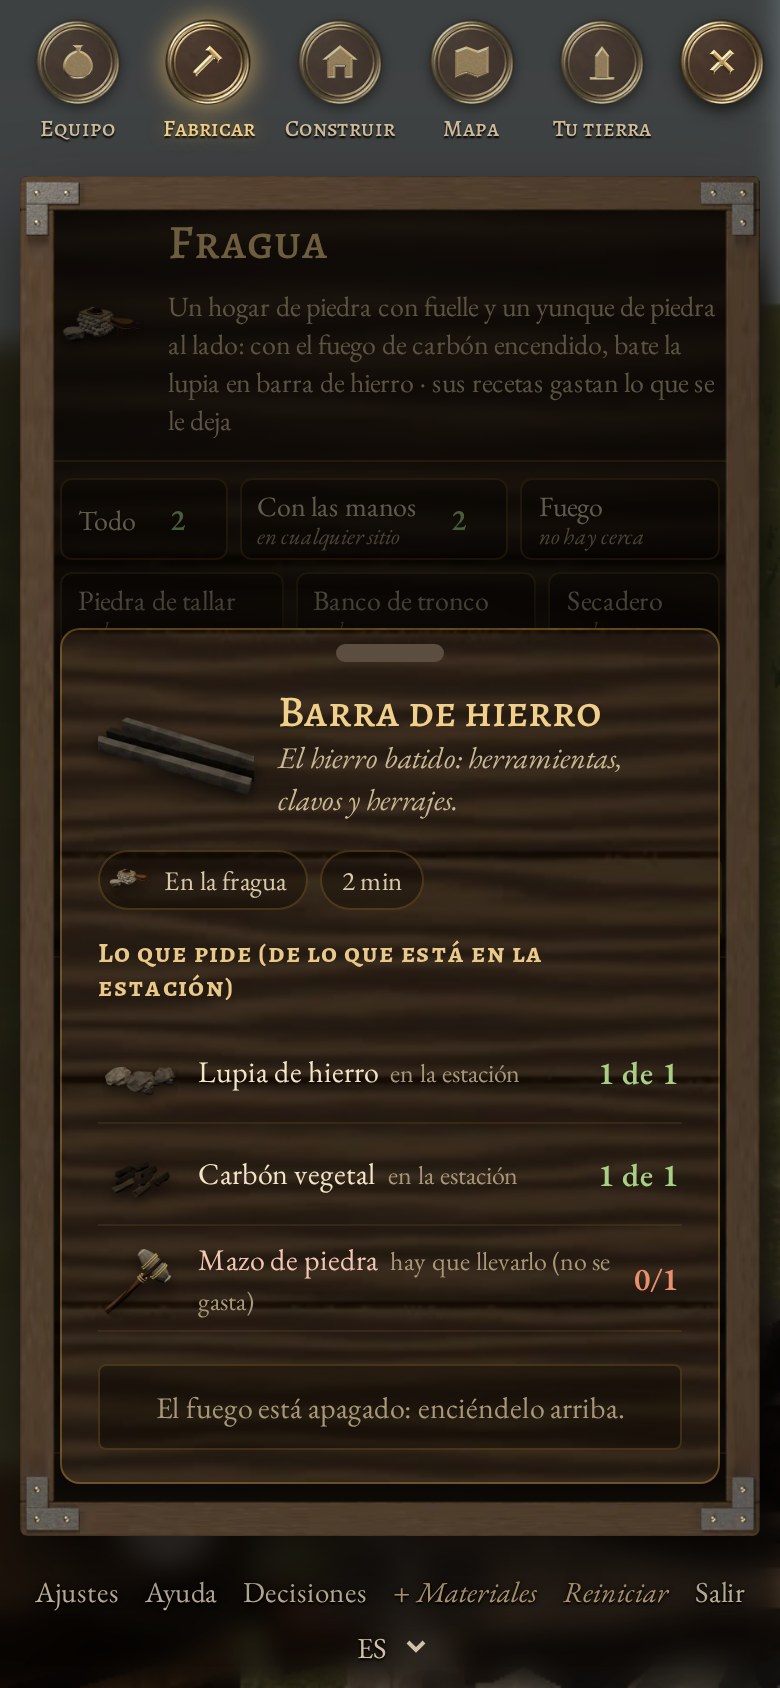 Equipo
Fabricar
Construir
Mapa
Tu tierra
Fragua
Un hogar de piedra con fuelle y un yunque de piedra
al lado: con el fuego de carbón encendido, bate la
lupia en barra de hierro · sus recetas gastan lo que se
le deja
Todo 2
Con las manos 2
en cualquier sitio
Fuego
no hay cerca
Piedra de tallar
Banco de tronco
Secadero
Barra de hierro
El hierro batido: herramientas,
clavos y herrajes.
En la fragua
2 min
Lo que pide (de lo que está en la
estación)
Lupia de hierro en la estación 1 de 1
Carbón vegetal en la estación 1 de 1
Mazo de piedra hay que llevarlo (no se
gasta) 0/1
El fuego está apagado: enciéndelo arriba.
Ajustes Ayuda Decisiones + Materiales Reiniciar Salir
ES